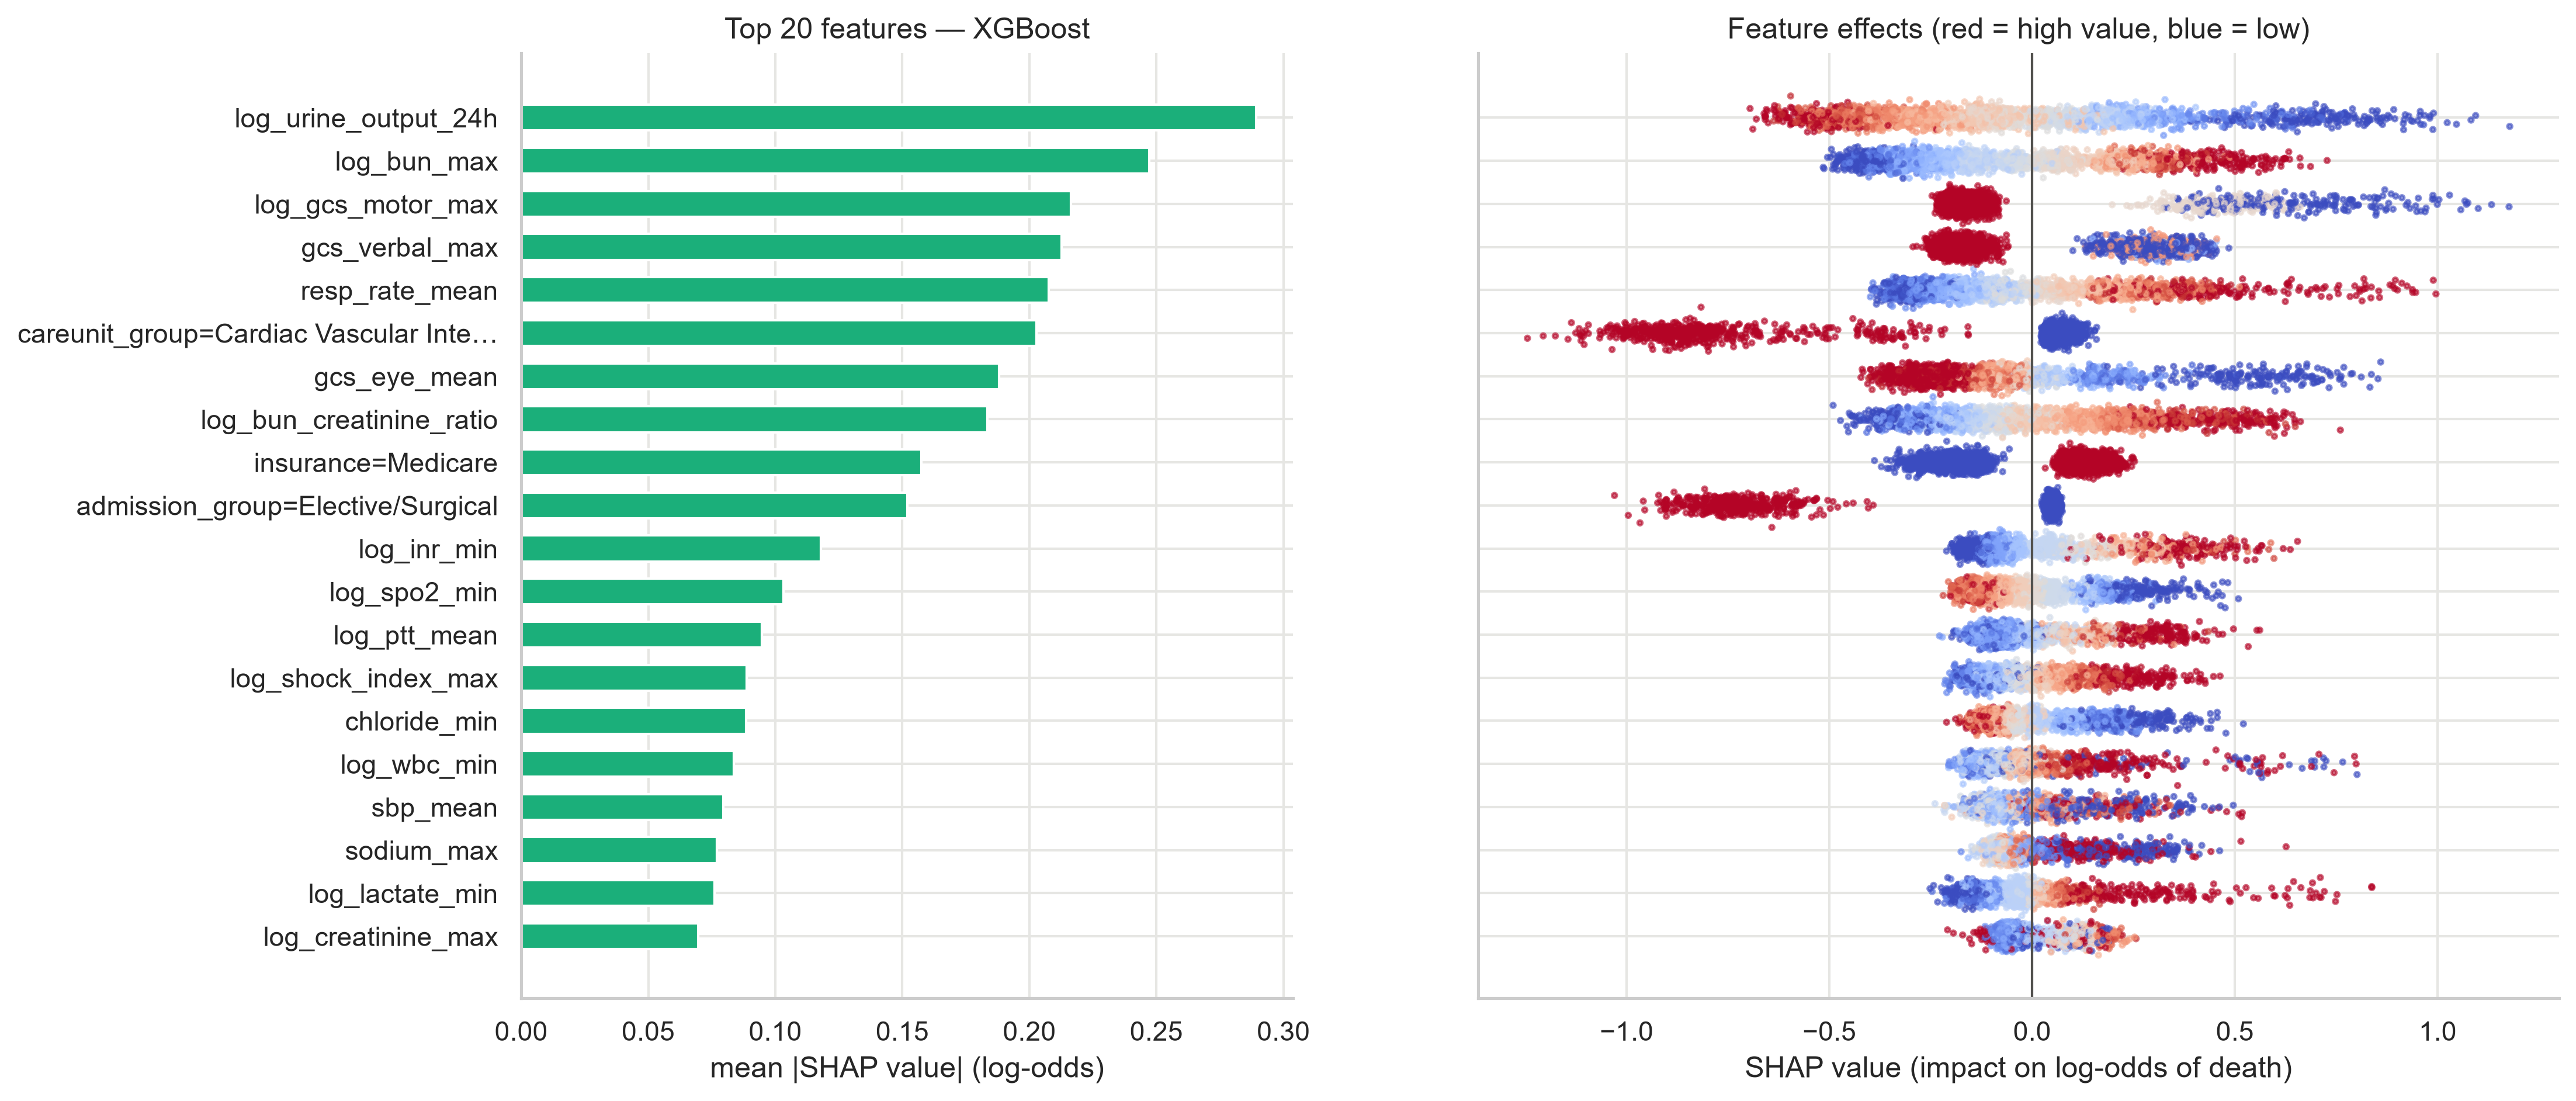 Top 20 features — XGBoost
log_urine_output_24h
log_bun_max
log_gcs_motor_max
gcs_verbal_max
resp_rate_mean
careunit_group=Cardiac Vascular Inte…
gcs_eye_mean
log_bun_creatinine_ratio
insurance=Medicare
admission_group=Elective/Surgical
log_inr_min
log_spo2_min
log_ptt_mean
log_shock_index_max
chloride_min
log_wbc_min
sbp_mean
sodium_max
log_lactate_min
log_creatinine_max
0.00 0.05 0.10 0.15 0.20 0.25 0.30
mean |SHAP value| (log-odds)
Feature effects (red = high value, blue = low)
−1.0 −0.5 0.0 0.5 1.0
SHAP value (impact on log-odds of death)